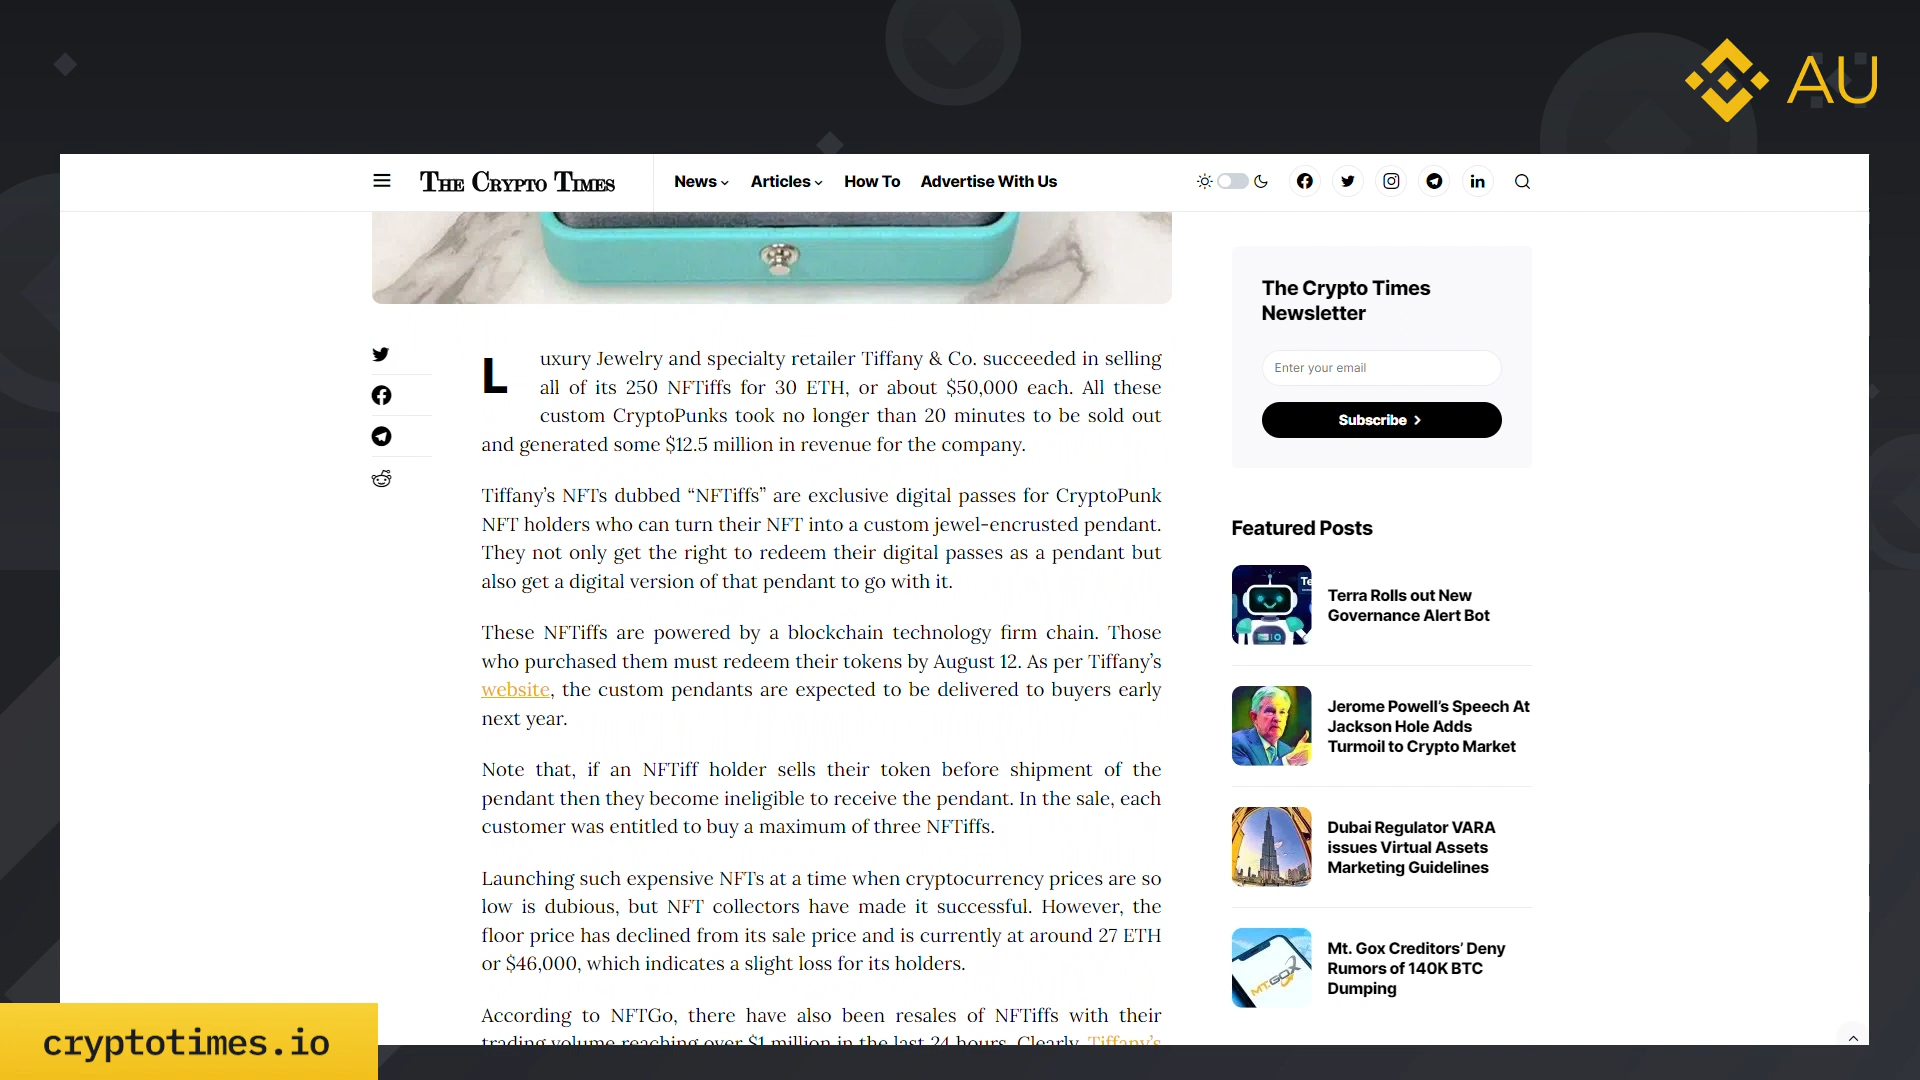 AU
THE CRYPTO TIMES
News
Articles
How To
Advertise With Us
Luxury Jewelry and specialty retailer Tiffany & Co. succeeded in selling
all of its 250 NFTiffs for 30 ETH, or about $50,000 each. All these
custom CryptoPunks took no longer than 20 minutes to be sold out
and generated some $12.5 million in revenue for the company.
Tiffany’s NFTs dubbed “NFTiffs” are exclusive digital passes for CryptoPunk
NFT holders who can turn their NFT into a custom jewel-encrusted pendant.
They not only get the right to redeem their digital passes as a pendant but
also get a digital version of that pendant to go with it.
These NFTiffs are powered by a blockchain technology firm chain. Those
who purchased them must redeem their tokens by August 12. As per Tiffany’s
website, the custom pendants are expected to be delivered to buyers early
next year.
Note that, if an NFTiff holder sells their token before shipment of the
pendant then they become ineligible to receive the pendant. In the sale, each
customer was entitled to buy a maximum of three NFTiffs.
Launching such expensive NFTs at a time when cryptocurrency prices are so
low is dubious, but NFT collectors have made it successful. However, the
floor price has declined from its sale price and is currently at around 27 ETH
or $46,000, which indicates a slight loss for its holders.
According to NFTGo, there have also been resales of NFTiffs with their
trading volume reaching over $1 million in the last 24 hours. Clearly, Tiffany’s
The Crypto Times
Newsletter
Enter your email
Subscribe
Featured Posts
Te
Terra Rolls out New
Governance Alert Bot
Jerome Powell’s Speech At
Jackson Hole Adds
Turmoil to Crypto Market
Dubai Regulator VARA
issues Virtual Assets
Marketing Guidelines
MT.GOX
Mt. Gox Creditors’ Deny
Rumors of 140K BTC
Dumping
cryptotimes.io